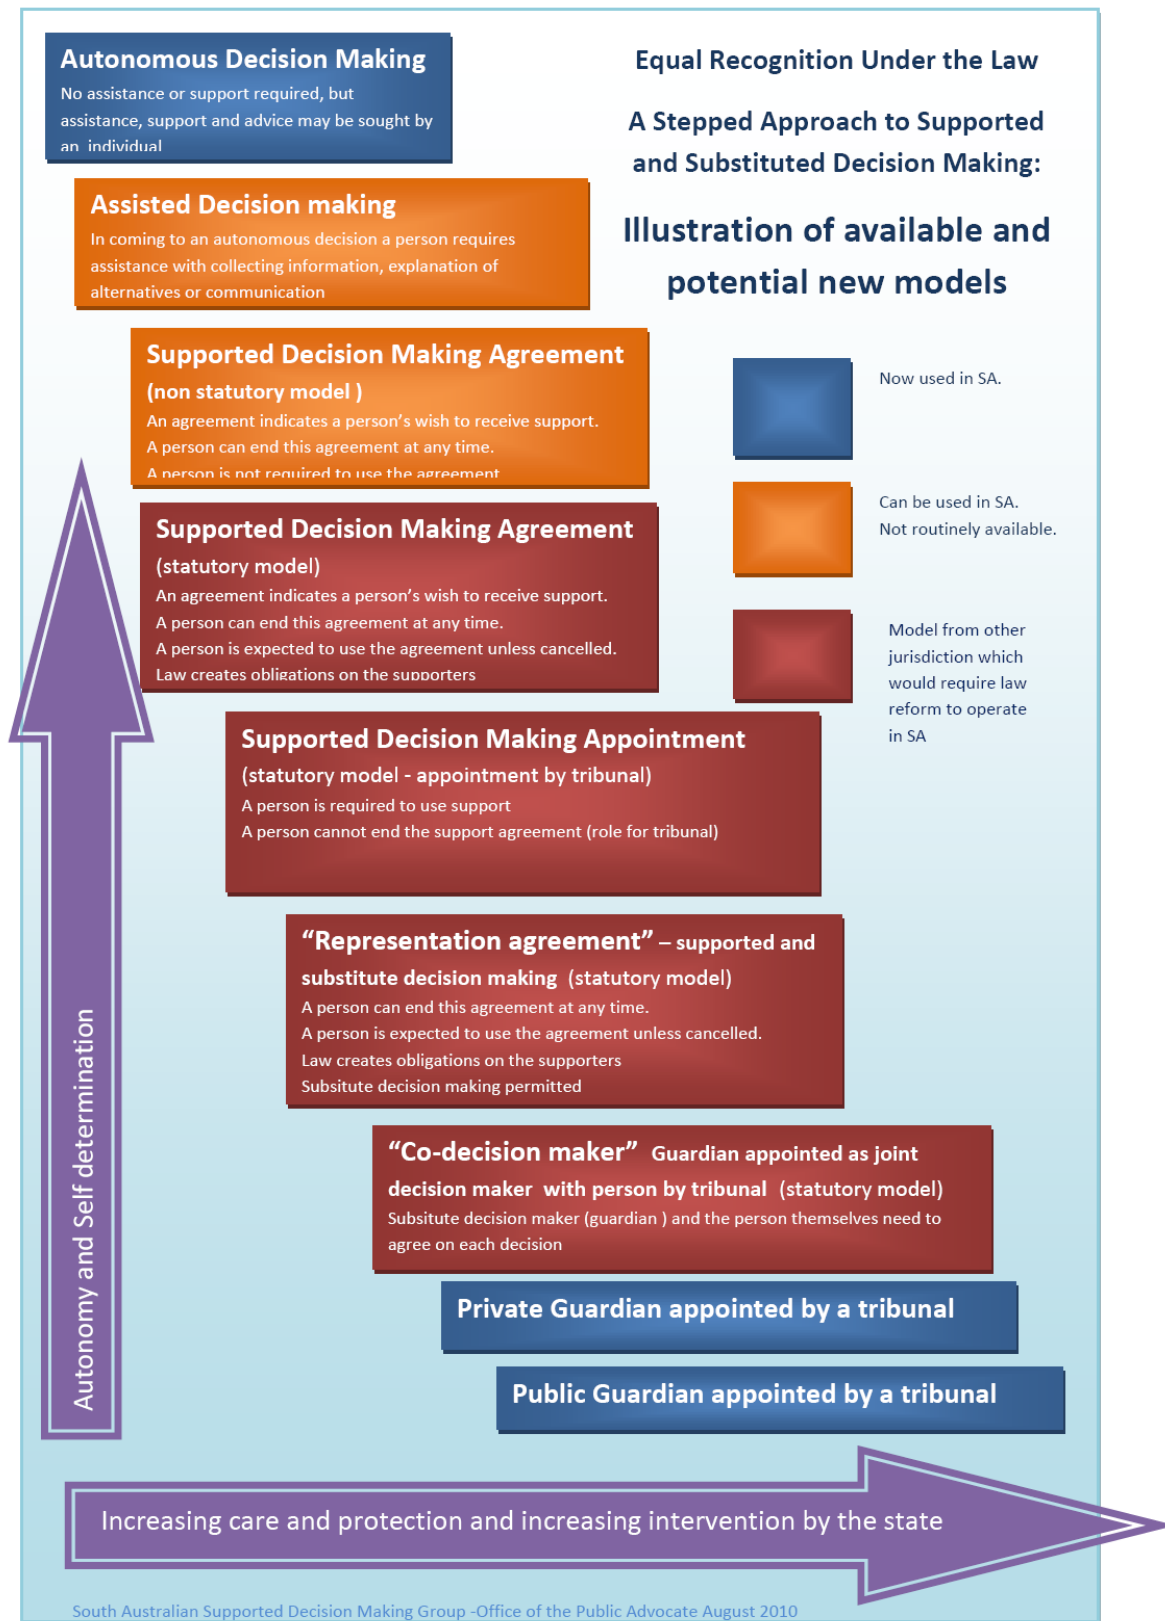 Autonomous Decision Making
No assistance or support required, but
assistance, support and advice may be sought by
an individual
Equal Recognition Under the Law
A Stepped Approach to Supported
and Substituted Decision Making:
Illustration of available and
potential new models
Assisted Decision making
In coming to an autonomous decision a person requires
assistance with collecting information, explanation of
alternatives or communication
Supported Decision Making Agreement
(non statutory model )
An agreement indicates a person’s wish to receive support.
A person can end this agreement at any time.
A person is not required to use the agreement
Now used in SA.
Can be used in SA.
Not routinely available.
Model from other
jurisdiction which
would require law
reform to operate
in SA
Supported Decision Making Agreement
(statutory model)
An agreement indicates a person’s wish to receive support.
A person can end this agreement at any time.
A person is expected to use the agreement unless cancelled.
Law creates obligations on the supporters
Supported Decision Making Appointment
(statutory model - appointment by tribunal)
A person is required to use support
A person cannot end the support agreement (role for tribunal)
“Representation agreement” – supported and
substitute decision making (statutory model)
A person can end this agreement at any time.
A person is expected to use the agreement unless cancelled.
Law creates obligations on the supporters
Subsitute decision making permitted
“Co-decision maker” Guardian appointed as joint
decision maker with person by tribunal (statutory model)
Subsitute decision maker (guardian ) and the person themselves need to
agree on each decision
Private Guardian appointed by a tribunal
Public Guardian appointed by a tribunal
Autonomy and Self determination
Increasing care and protection and increasing intervention by the state
South Australian Supported Decision Making Group -Office of the Public Advocate August 2010